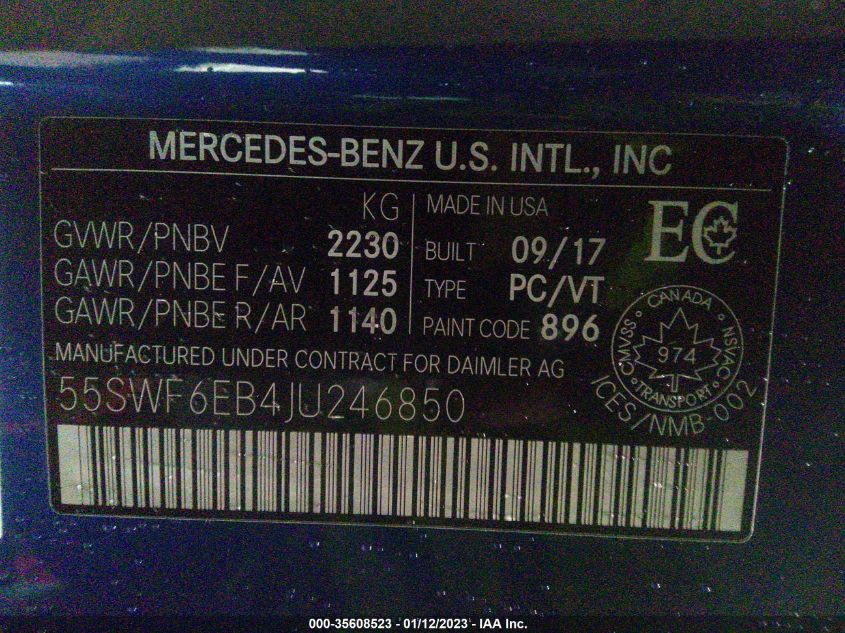 MERCEDES-BENZ U.S. INTL., INC
KG
GVWR/PNBV 2230
GAWR/PNBE F/AV 1125
GAWR/PNBE R/AR 1140
MADE IN USA
BUILT 09/17
TYPE PC/VT
PAINT CODE 896
EC
CANADA
CMVSS 974 NSVAC
TRANSPORT
ICES/NMB-002
MANUFACTURED UNDER CONTRACT FOR DAIMLER AG
55SWF6EB4JU246850
000-35608523 - 01/12/2023 - © IAA Inc.